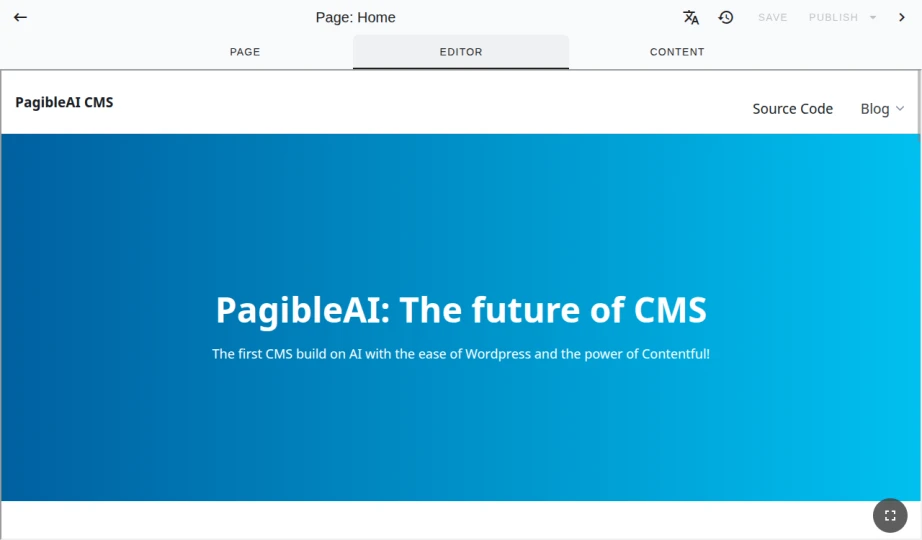 Page: Home
SAVE
PUBLISH
PAGE
EDITOR
CONTENT
PagibleAI CMS
Source Code
Blog
PagibleAI: The future of CMS
The first CMS build on AI with the ease of Wordpress and the power of Contentful!